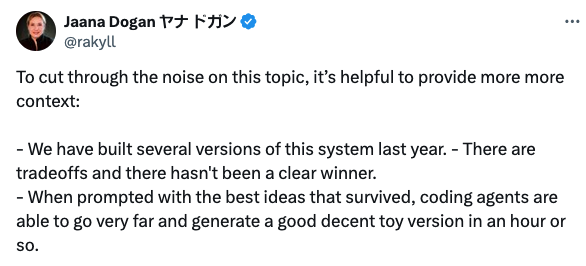 Jaana Dogan ヤナ ドガン
@rakyll
To cut through the noise on this topic, it’s helpful to provide more more
context:
- We have built several versions of this system last year. - There are
tradeoffs and there hasn't been a clear winner.
- When prompted with the best ideas that survived, coding agents are
able to go very far and generate a good decent toy version in an hour or
so.